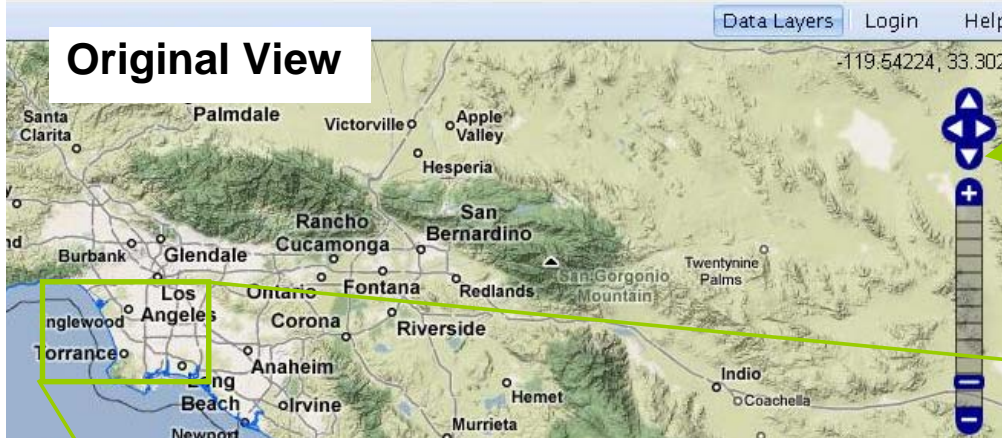 Data Layers Login Help
Original View
-119.54224, 33.302
Santa
Clarita
Palmdale
Victorville
Apple
Valley
Hesperia
San
Bernardino
Rancho
Cucamonga
Burbank
Glendale
San Gorgonio
Mountain
Twentynine
Palms
Ontario
Fontana
Redlands
Los
Angeles
nglewood
Corona
Riverside
Torrance
Anaheim
Long
Beach
Irvine
Hemet
Indio
Coachella
Murrieta
Newport